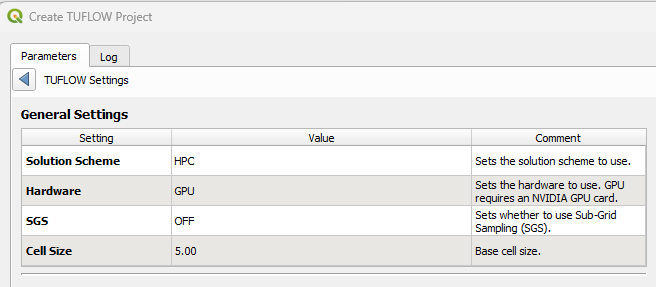 Create TUFLOW Project
Parameters Log
TUFLOW Settings
General Settings
Setting Value Comment
Solution Scheme HPC Sets the solution scheme to use.
Hardware GPU Sets the hardware to use. GPU
requires an NVIDIA GPU card.
SGS OFF Sets whether to use Sub-Grid
Sampling (SGS).
Cell Size 5.00 Base cell size.